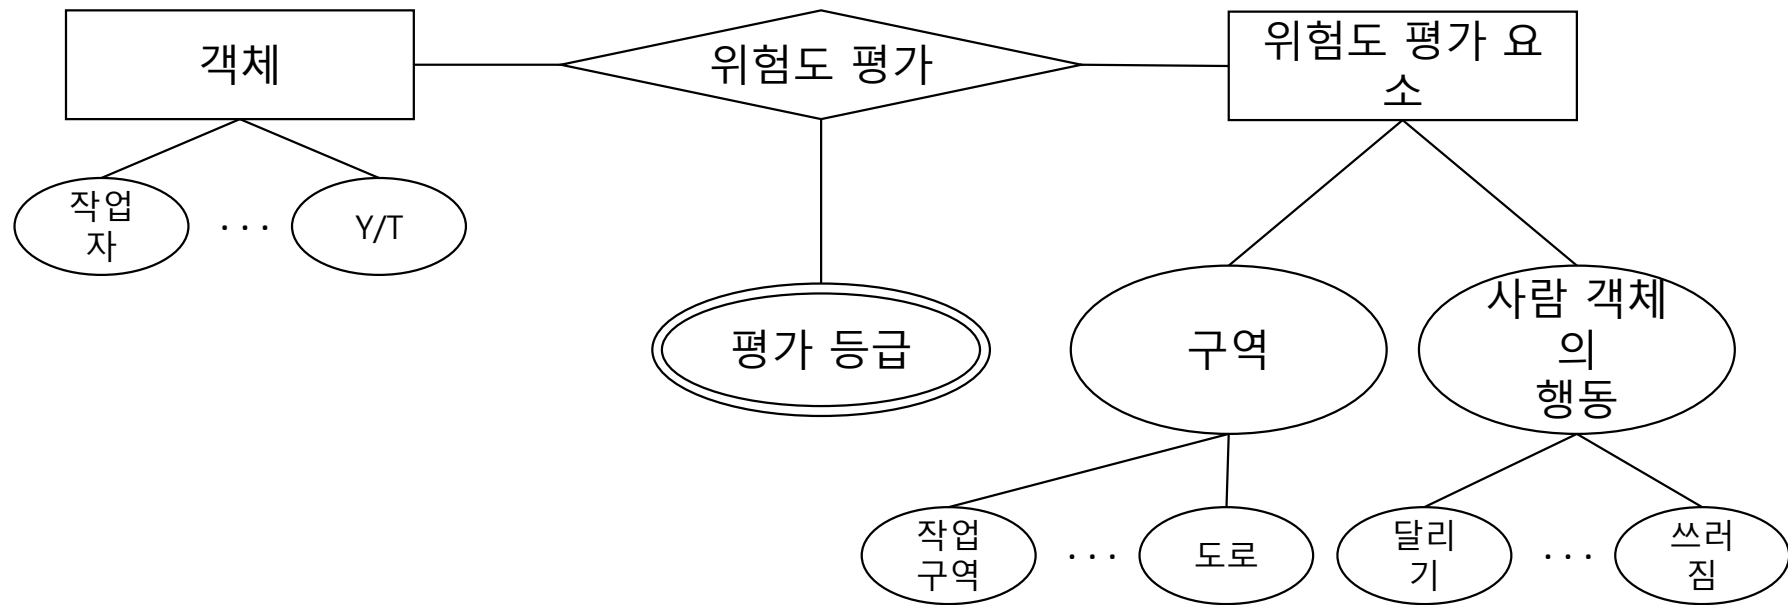 객체
위험도 평가
위험도 평가 요
소
작업
자
...
Y/T
평가 등급
구역
사람 객체
의
행동
작업
구역
...
도로
달리
기
...
쓰러
짐